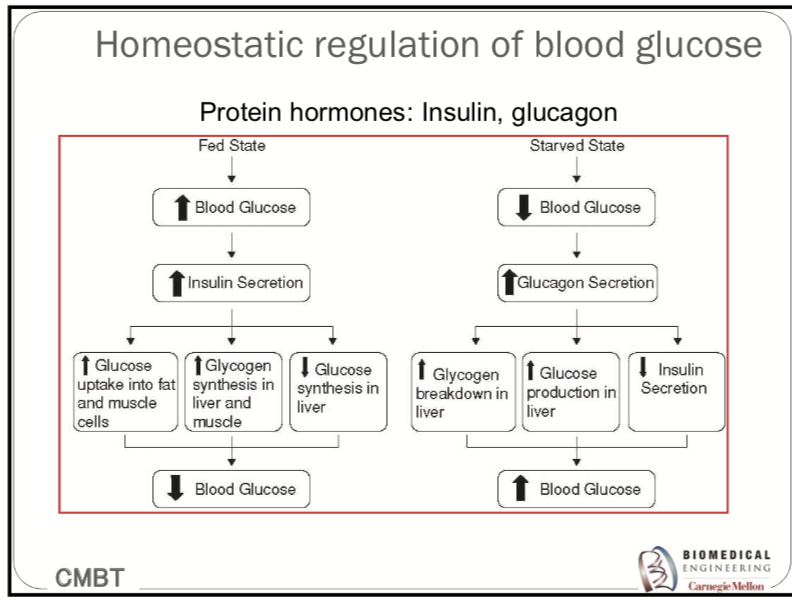 Homeostatic regulation of blood glucose
Protein hormones: Insulin, glucagon
Fed State
Blood Glucose
Insulin Secretion
Glucose
uptake into fat
and muscle
cells
Glycogen
synthesis in
liver and
muscle
Glucose
synthesis in
liver
Blood Glucose
Starved State
Blood Glucose
Glucagon Secretion
Glycogen
breakdown in
liver
Glucose
production in
liver
Insulin
Secretion
Blood Glucose
CMBT
BIOMEDICAL
ENGINEERING
Carnegie Mellon